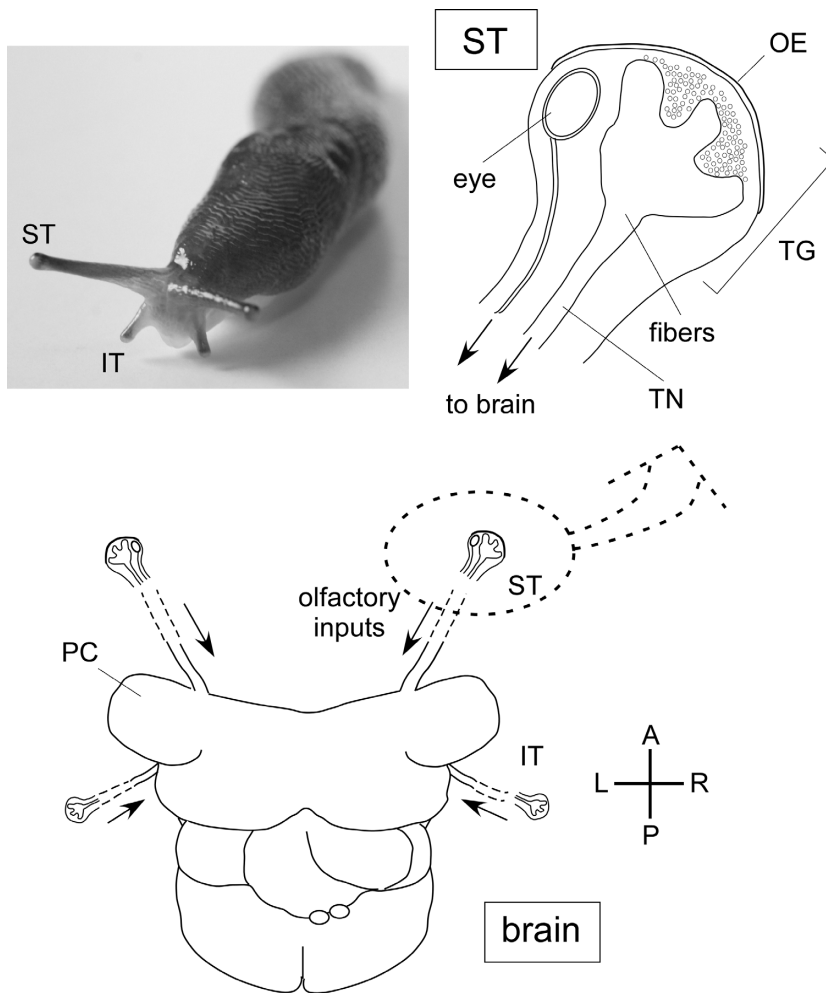 ST
IT
ST
OE
eye
TG
fibers
TN
to brain
ST
olfactory
inputs
PC
IT
A
L
R
P
brain